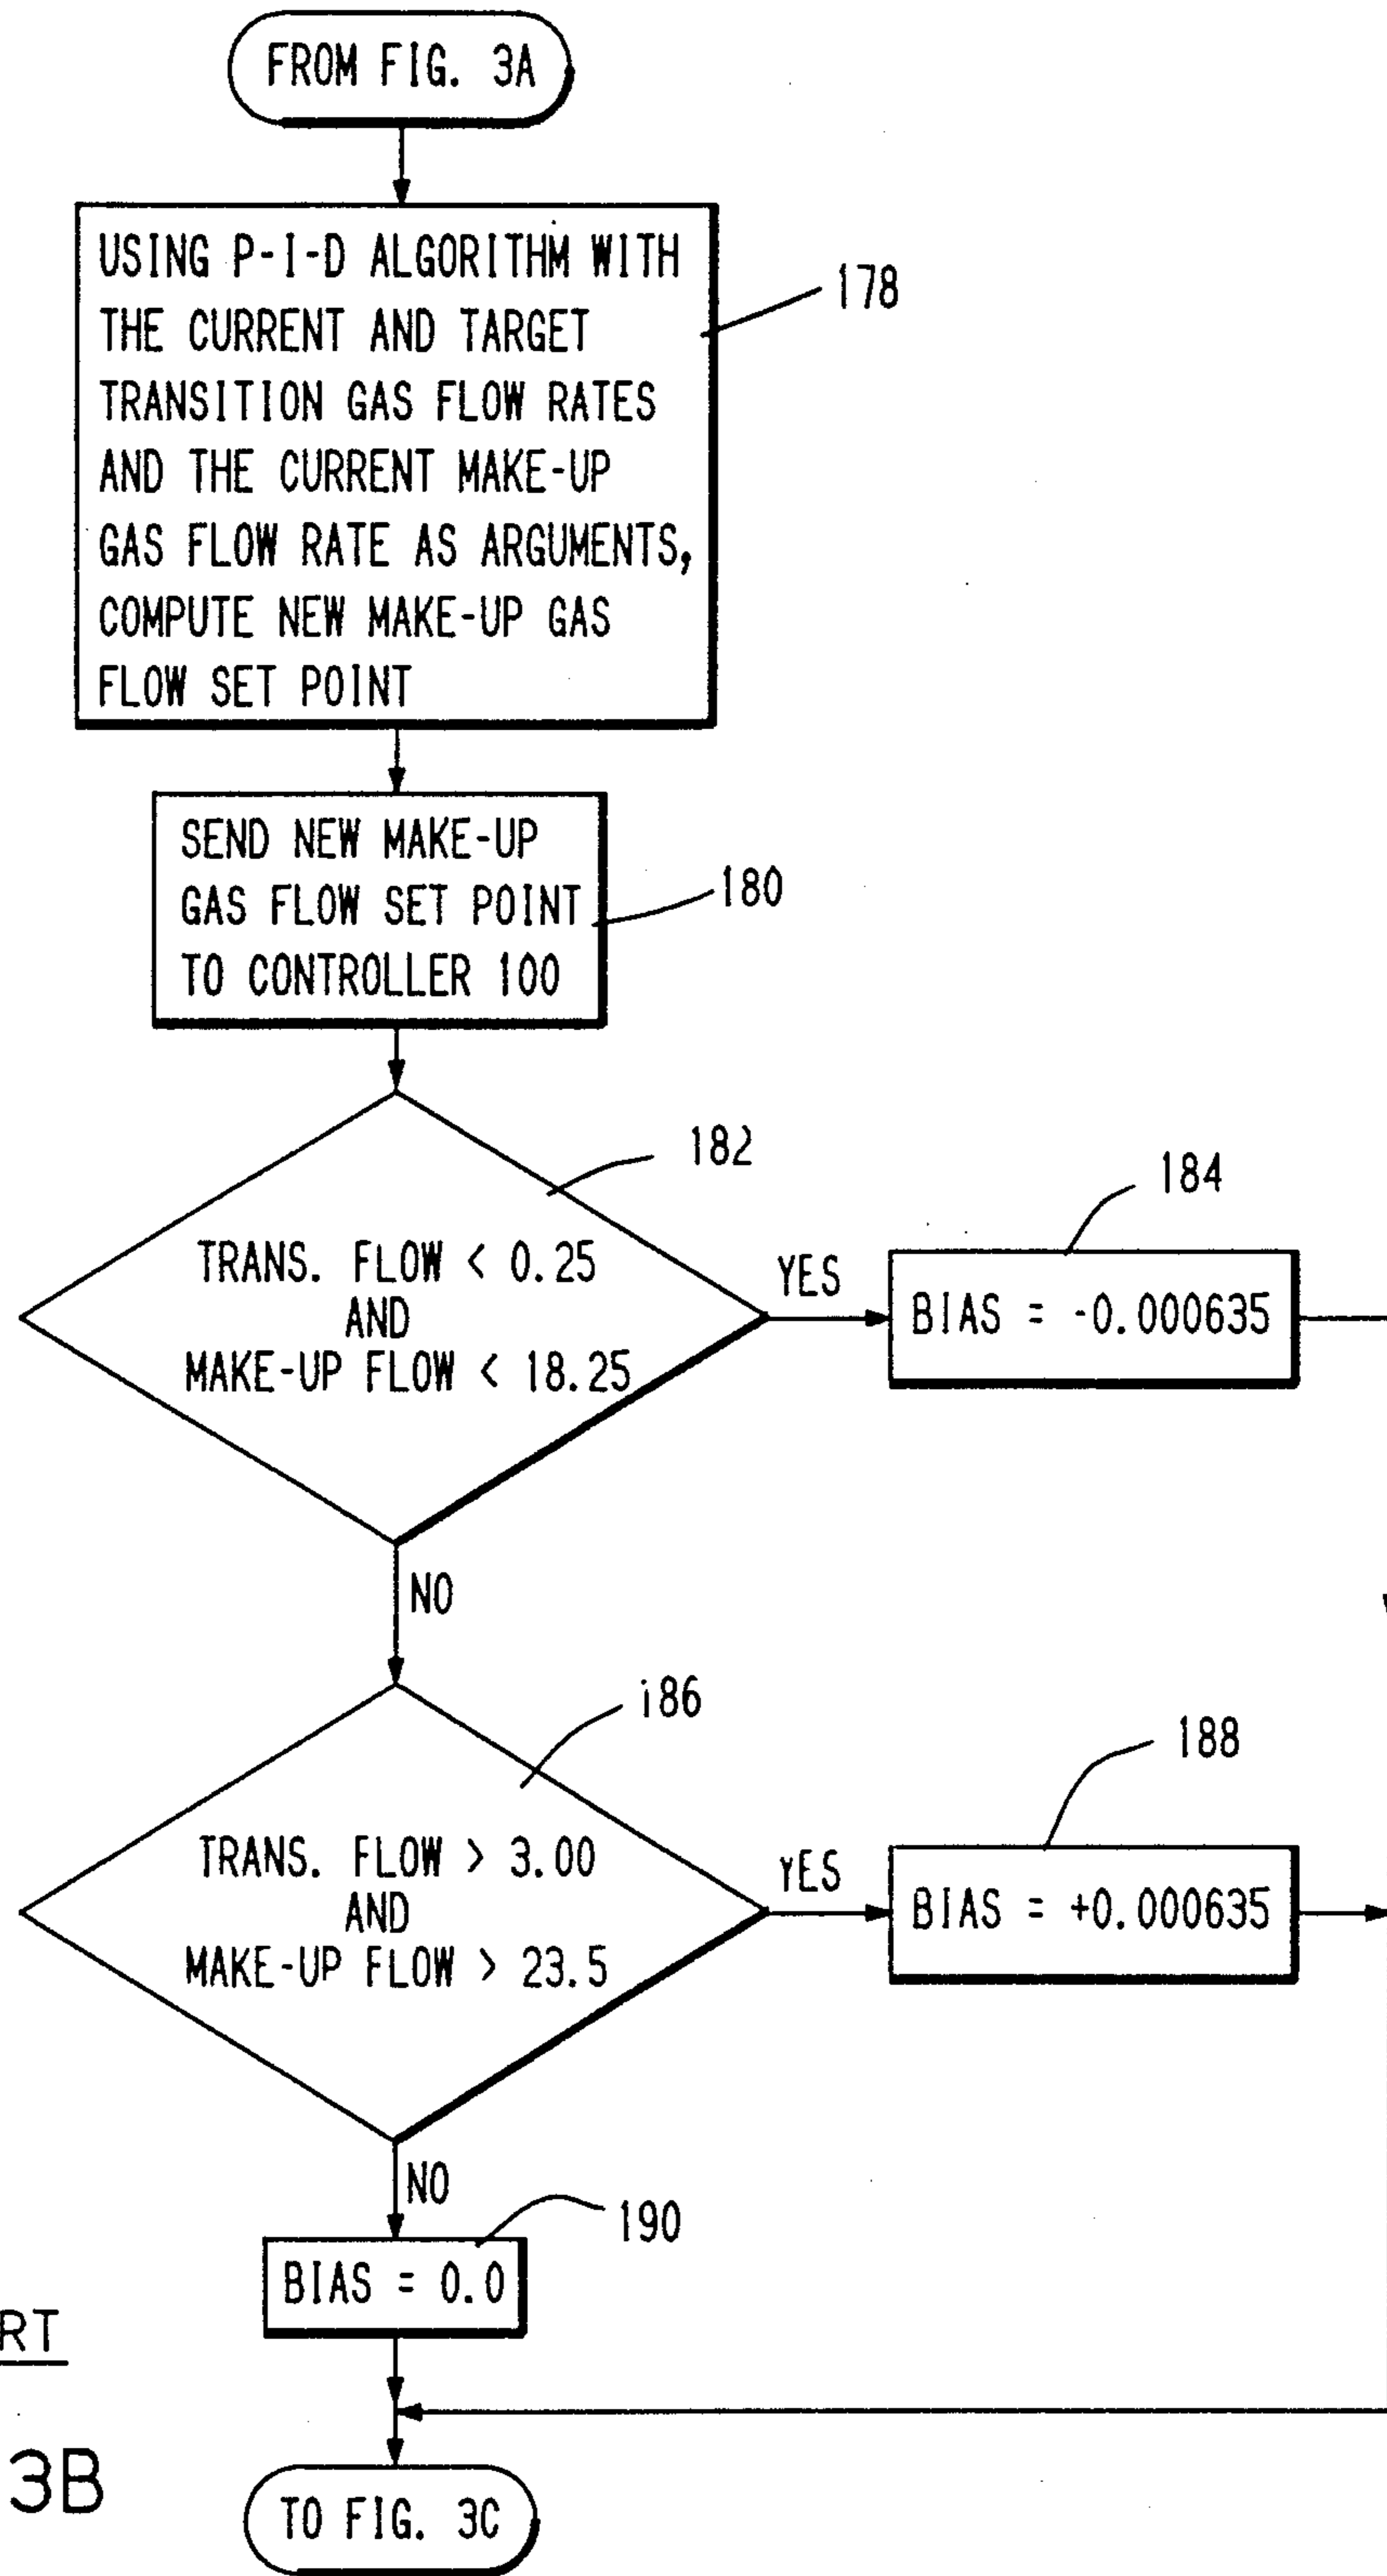 FROM FIG. 3A
USING P-I-D ALGORITHM WITH
THE CURRENT AND TARGET
TRANSITION GAS FLOW RATES
AND THE CURRENT MAKE-UP
GAS FLOW RATE AS ARGUMENTS,
COMPUTE NEW MAKE-UP GAS
FLOW SET POINT
178
SEND NEW MAKE-UP
GAS FLOW SET POINT
TO CONTROLLER 100
180
182
TRANS. FLOW < 0.25
AND
MAKE-UP FLOW < 18.25
YES
184
BIAS = -0.000635
NO
186
TRANS. FLOW > 3.00
AND
MAKE-UP FLOW > 23.5
YES
188
BIAS = +0.000635
NO
190
BIAS = 0.0
RT
3B
TO FIG. 3C